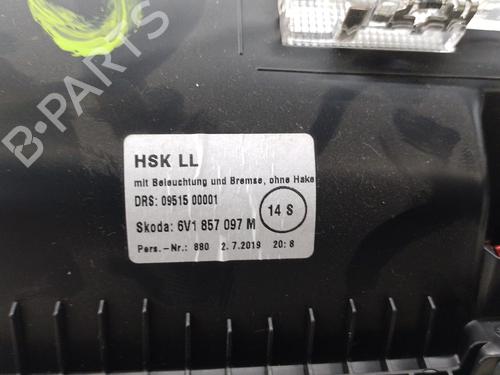 B-PARTS
HSK LL
mit Beleuchtung und Bremse, ohne Hake
DRS: 09515 00001
14 S
Skoda: 6V1 857 097 M
Pers.-Nr.: 880 2.7.2019 20:8